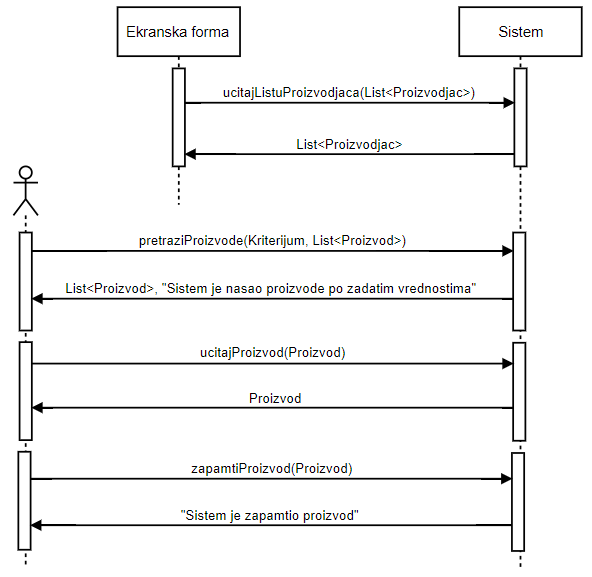 Ekranska forma
Sistem
ucitajListuProizvodjaca(List<Proizvodjac>)
List<Proizvodjac>
pretraziProizvode(Kriterijum, List<Proizvod>)
List<Proizvod>, "Sistem je nasao proizvode po zadatim vrednostima"
ucitajProizvod(Proizvod)
Proizvod
zapamtiProizvod(Proizvod)
"Sistem je zapamtio proizvod"